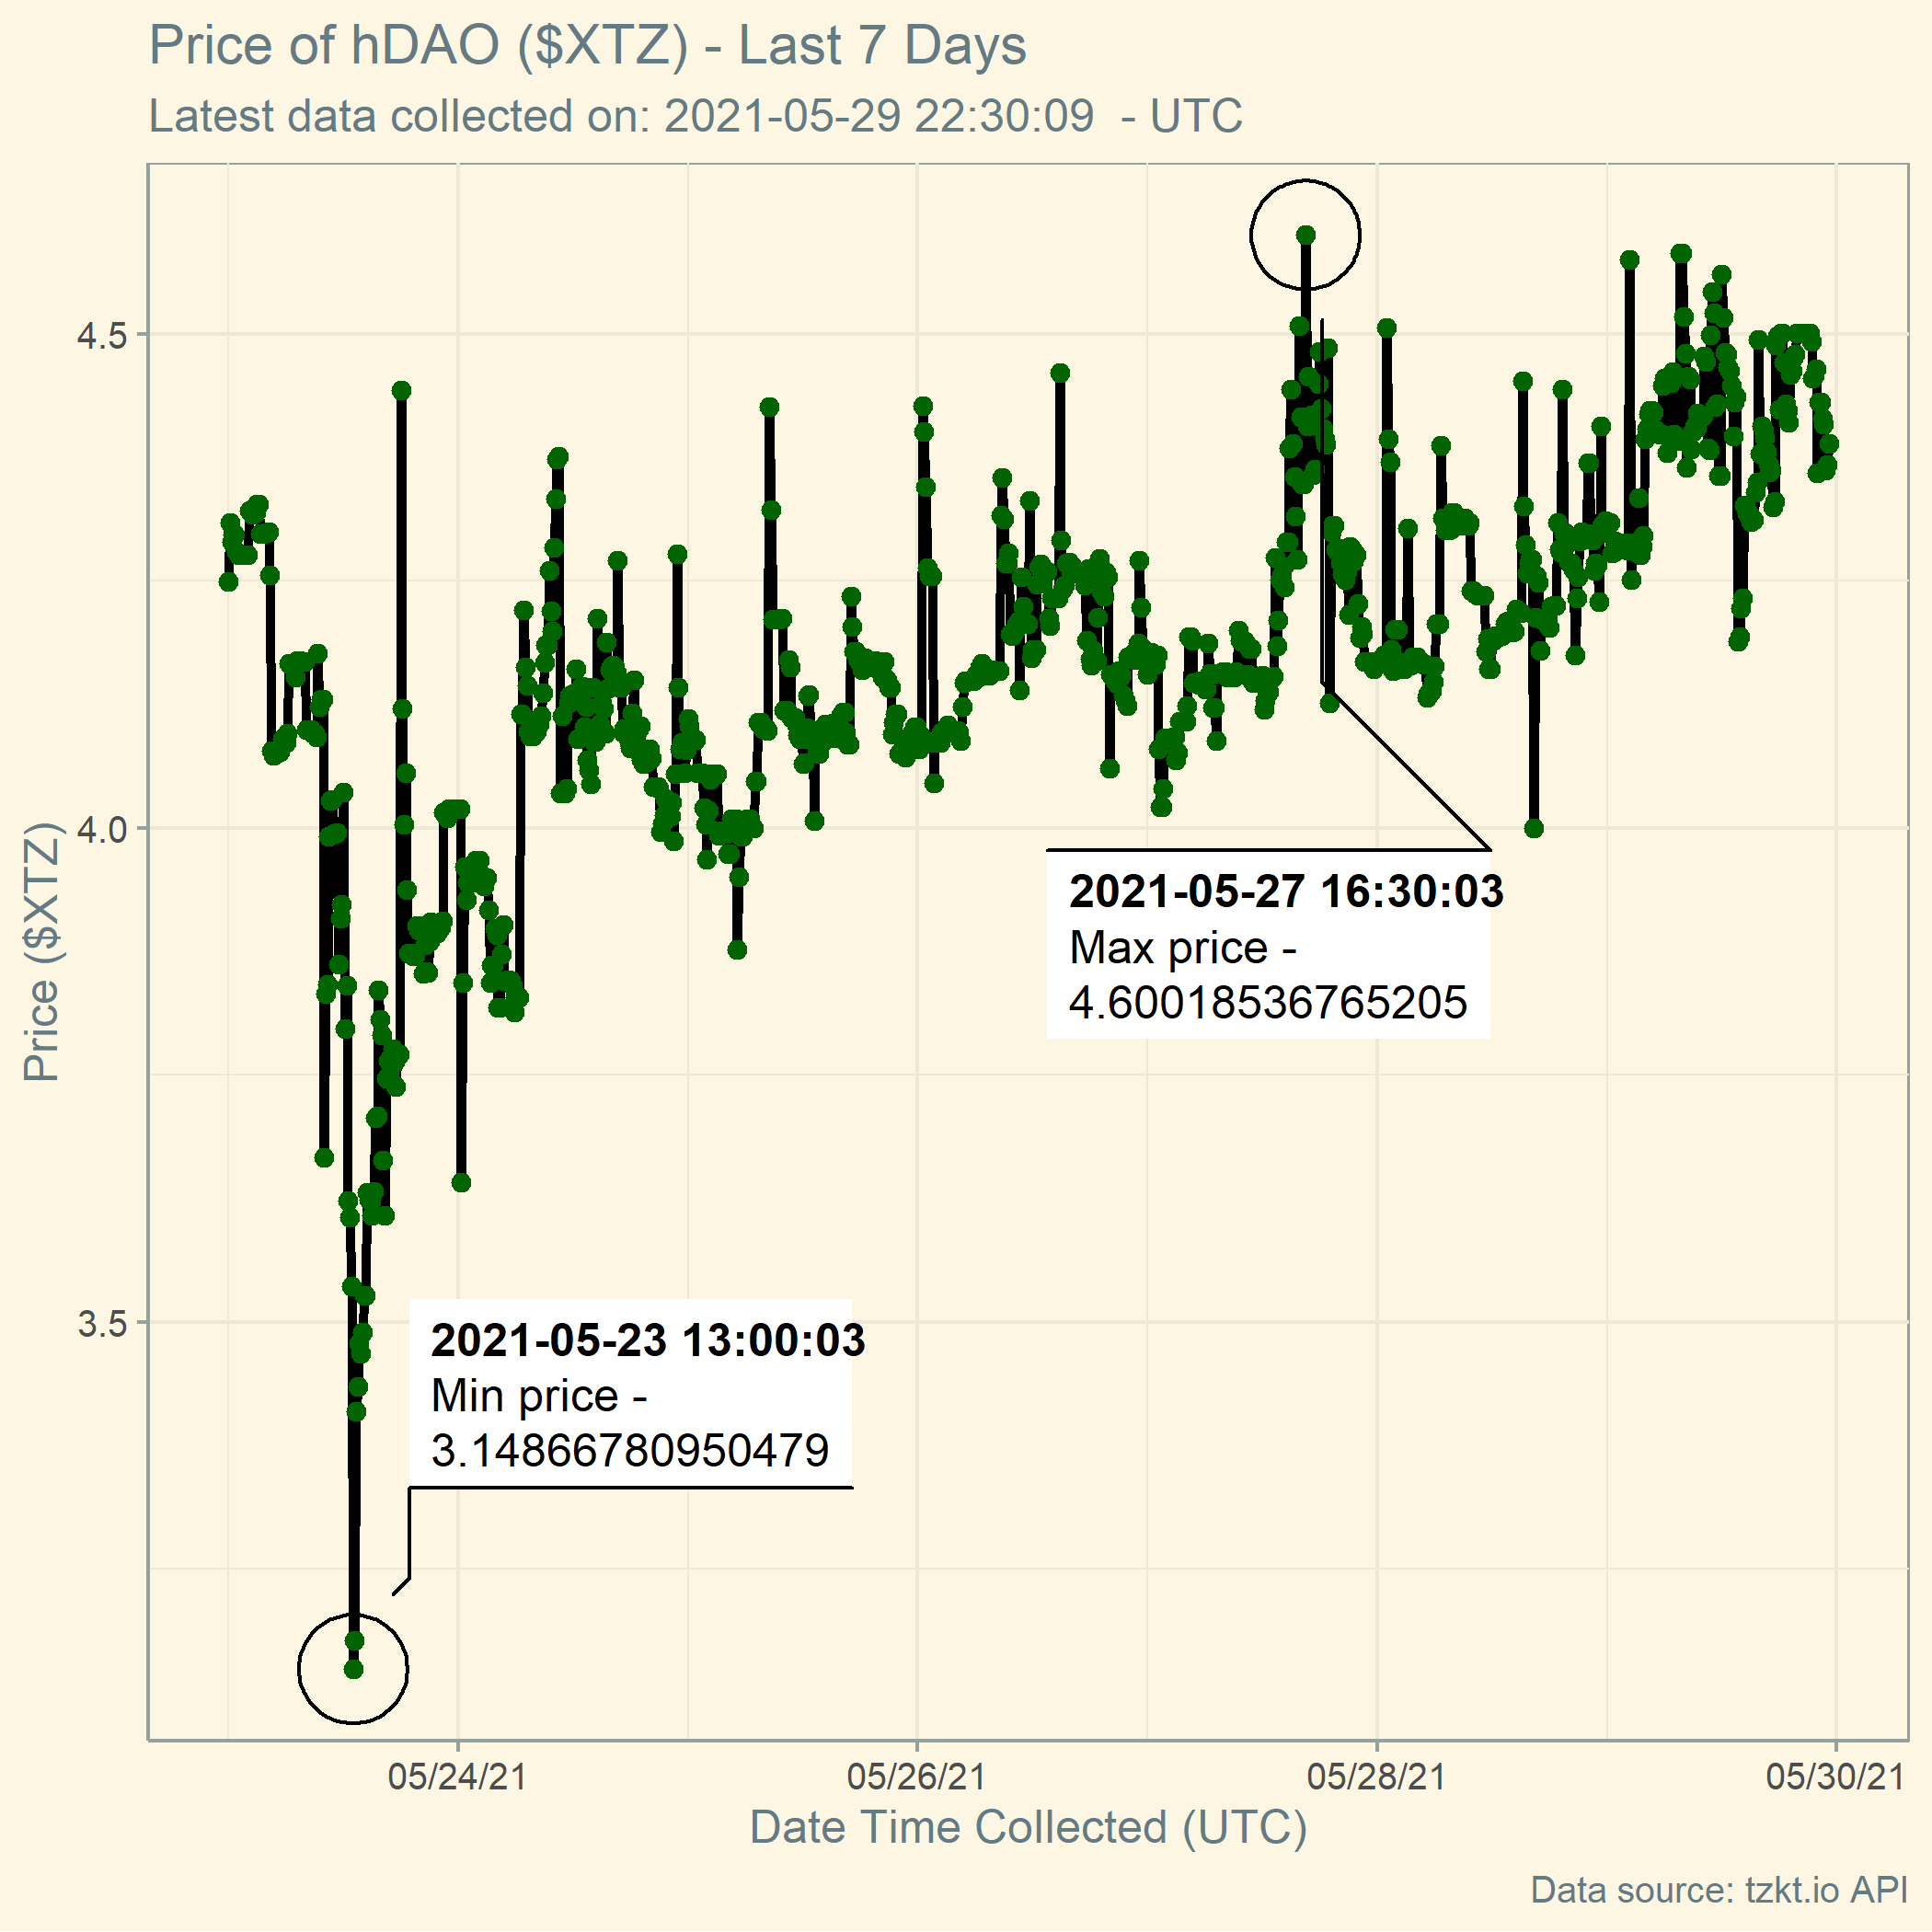 Price of hDAO ($XTZ) - Last 7 Days
Latest data collected on: 2021-05-29 22:30:09  - UTC
4.5
4.0
3.5
Price ($XTZ)
2021-05-27 16:30:03
Max price -
4.60018536765205
2021-05-23 13:00:03
Min price -
3.14866780950479
05/24/21
05/26/21
05/28/21
05/30/21
Date Time Collected (UTC)
Data source: tzkt.io API